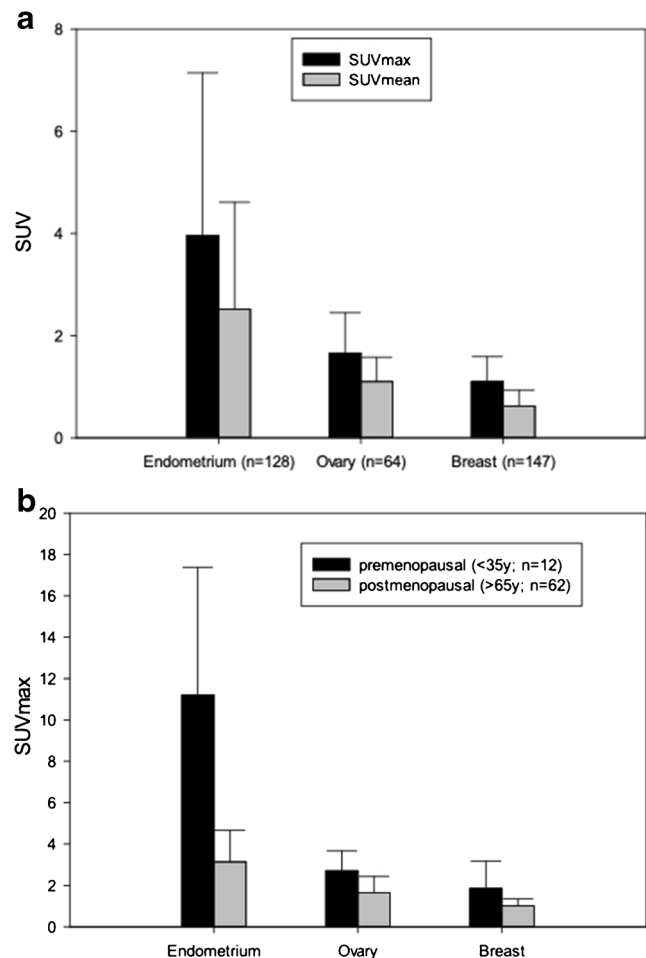 a
8
SUVmax
SUVmean
6
SUV
4
2
0
Endometrium (n=128) Ovary (n=64) Breast (n=147)
b
20
18
premenopausal (<35y; n=12)
postmenopausal (>65y; n=62)
16
14
12
SUVmax
10
8
6
4
2
0
Endometrium Ovary Breast